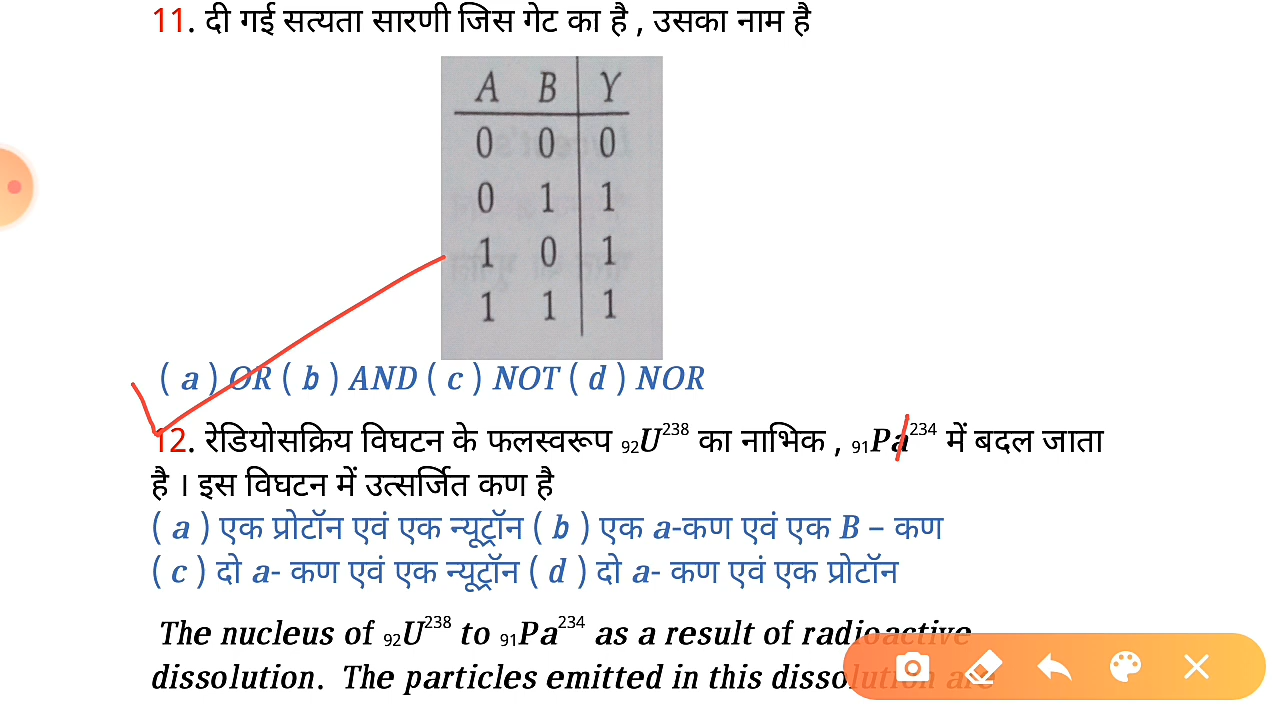 11. दी गई सत्यता सारणी जिस गेट का है , उसका नाम है
A B Y
0 0 0
0 1 1
1 0 1
1 1 1
( a ) OR ( b ) AND ( c ) NOT ( d ) NOR
12. रेडियोसक्रिय विघटन के फलस्वरूप ₉₂U²³⁸ का नाभिक , ₉₁Pa²³⁴ में बदल जाता
है । इस विघटन में उत्सर्जित कण है
( a ) एक प्रोटॉन एवं एक न्यूट्रॉन ( b ) एक a-कण एवं एक B – कण
( c ) दो a- कण एवं एक न्यूट्रॉन ( d ) दो a- कण एवं एक प्रोटॉन
The nucleus of ₉₂U²³⁸ to ₉₁Pa²³⁴ as a result of radioactive
dissolution. The particles emitted in this dissolution are